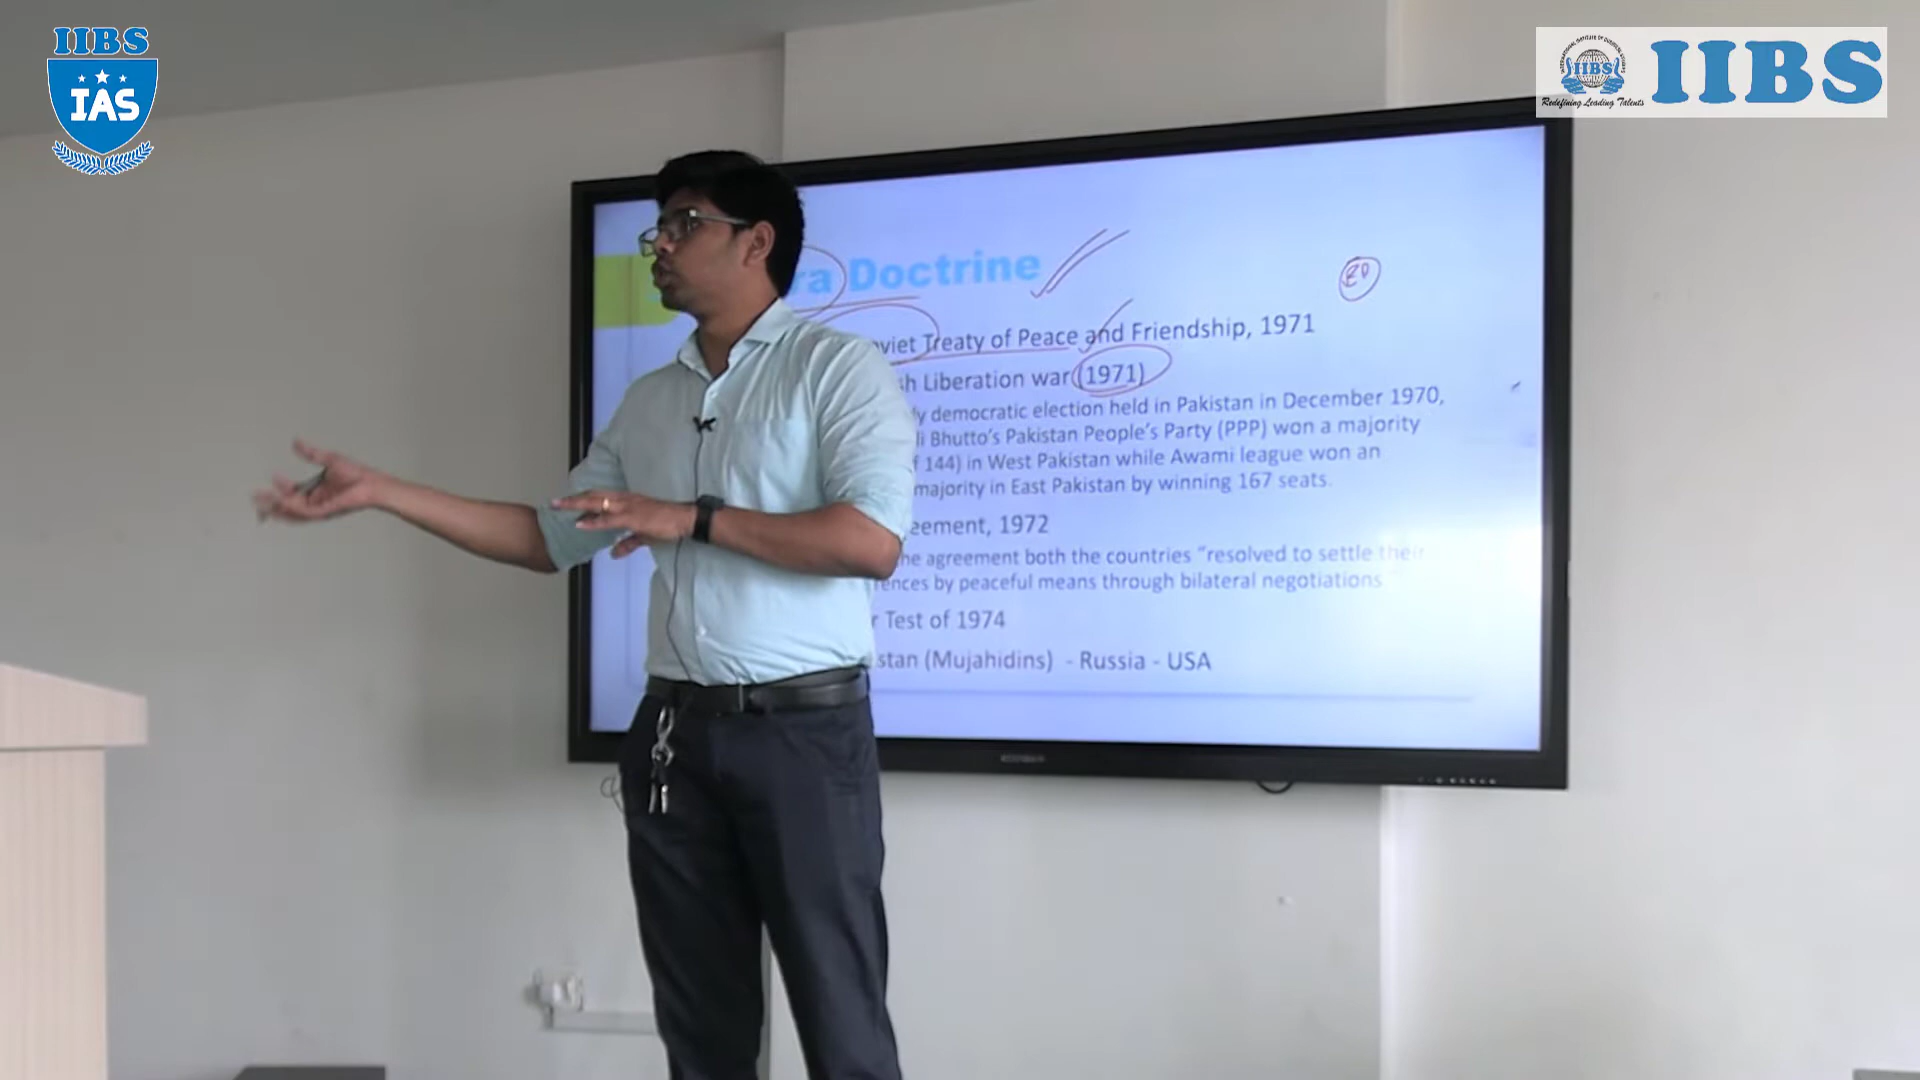 IIBS
IAS
IIBS
IIBS
Redefining Leading Talents
ra Doctrine
viet Treaty of Peace and Friendship, 1971
sh Liberation war (1971)
y democratic election held in Pakistan in December 1970,
li Bhutto's Pakistan People's Party (PPP) won a majority
f 144) in West Pakistan while Awami league won an
majority in East Pakistan by winning 167 seats.
eement, 1972
he agreement both the countries "resolved to settle their
rences by peaceful means through bilateral negotiations
r Test of 1974
stan (Mujahidins) - Russia - USA